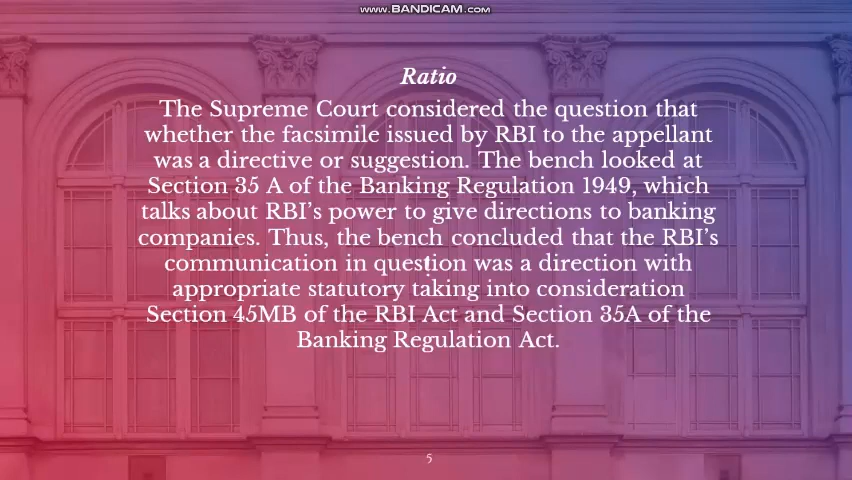 www.BANDICAM.com
Ratio
The Supreme Court considered the question that
whether the facsimile issued by RBI to the appellant
was a directive or suggestion. The bench looked at
Section 35 A of the Banking Regulation 1949, which
talks about RBI’s power to give directions to banking
companies. Thus, the bench concluded that the RBI’s
communication in question was a direction with
appropriate statutory taking into consideration
Section 45MB of the RBI Act and Section 35A of the
Banking Regulation Act.
5